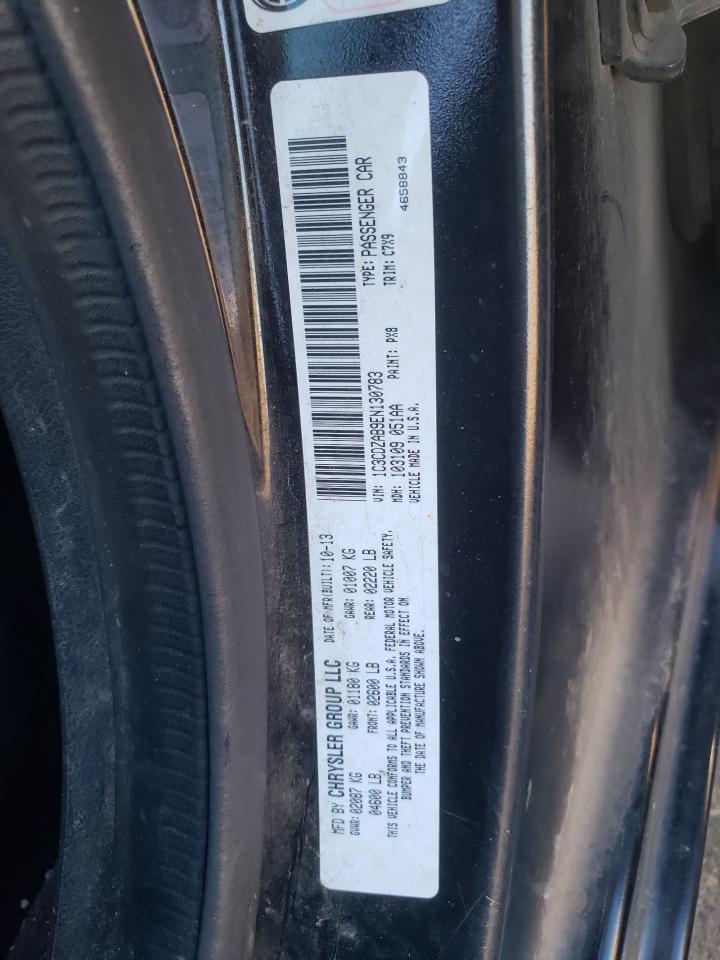 MFD BY CHRYSLER GROUP LLC DATE OF MFR(BUILT): 10-13
GVWR: 02087 KG GAWR: 01180 KG GAWR: 01007 KG
04600 LB FRONT: 02600 LB REAR: 02220 LB
THIS VEHICLE CONFORMS TO ALL APPLICABLE U.S.A. FEDERAL MOTOR VEHICLE SAFETY,
BUMPER AND THEFT PREVENTION STANDARDS IN EFFECT ON
THE DATE OF MANUFACTURE SHOWN ABOVE.
VIN: 1C3CDZAB9EN130783 TYPE: PASSENGER CAR
MDH: 103109 051AA PAINT: PX8 TRIM: C7X9
VEHICLE MADE IN U.S.A. 4658843